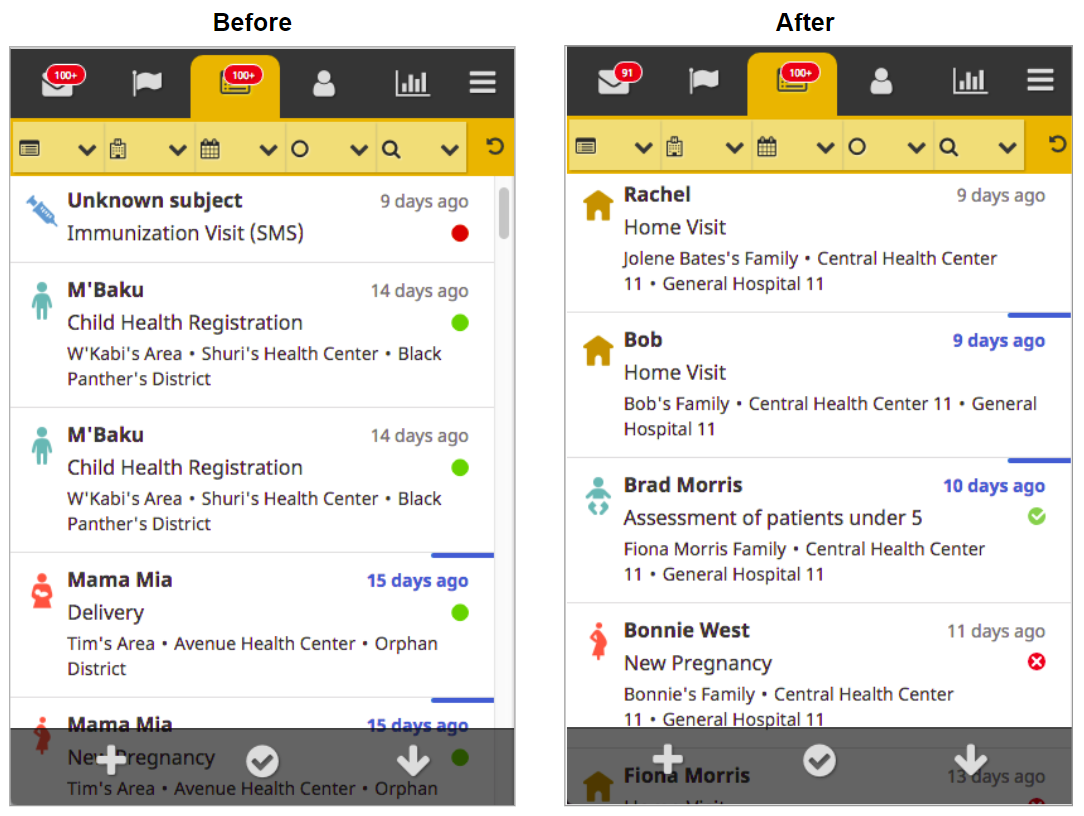 Before
100+
100+
Unknown subject
9 days ago
Immunization Visit (SMS)
M'Baku
14 days ago
Child Health Registration
W'Kabi's Area • Shuri's Health Center • Black
Panther's District
M'Baku
14 days ago
Child Health Registration
W'Kabi's Area • Shuri's Health Center • Black
Panther's District
Mama Mia
15 days ago
Delivery
Tim's Area • Avenue Health Center • Orphan
District
Mama Mia
15 days ago
New Pregnancy
Tim's Area • Avenue Health Center • Orphan
After
91
100+
Rachel
9 days ago
Home Visit
Jolene Bates's Family • Central Health Center
11 • General Hospital 11
Bob
9 days ago
Home Visit
Bob's Family • Central Health Center 11 • General
Hospital 11
Brad Morris
10 days ago
Assessment of patients under 5
Fiona Morris Family • Central Health Center
11 • General Hospital 11
Bonnie West
11 days ago
New Pregnancy
Bonnie's Family • Central Health Center
11 • General Hospital 11
Fiona Morris
13 days ago
Home Visit